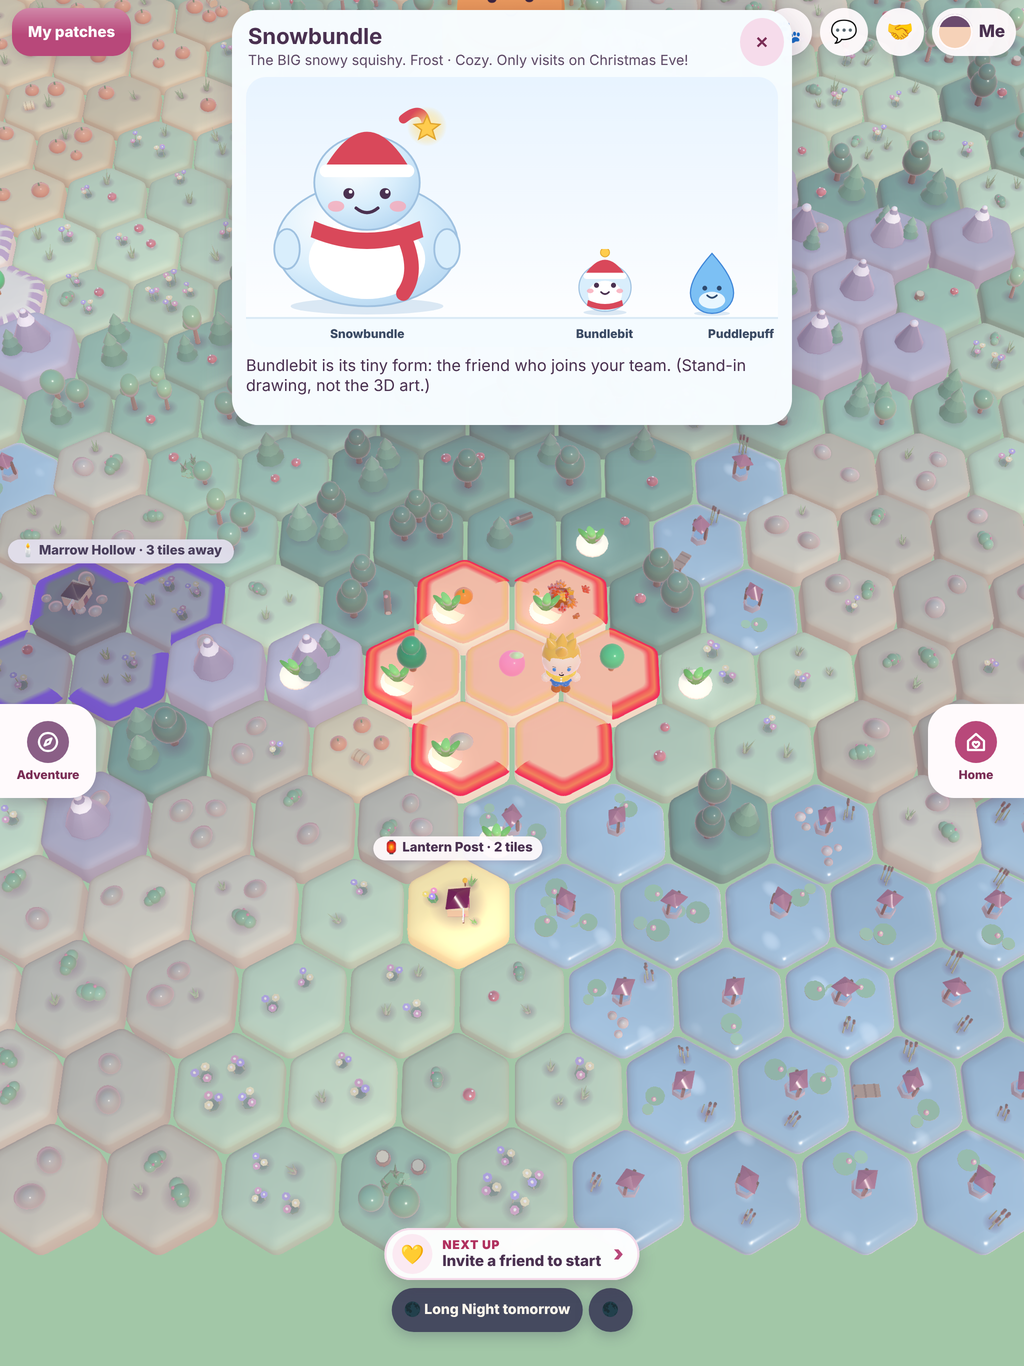 My patches
Snowbundle
The BIG snowy squishy. Frost · Cozy. Only visits on Christmas Eve!
×
Me
Snowbundle
Bundlebit
Puddlepuff
Bundlebit is its tiny form: the friend who joins your team. (Stand-in
drawing, not the 3D art.)
Marrow Hollow · 3 tiles away
Adventure
Home
Lantern Post · 2 tiles
NEXT UP
Invite a friend to start
Long Night tomorrow